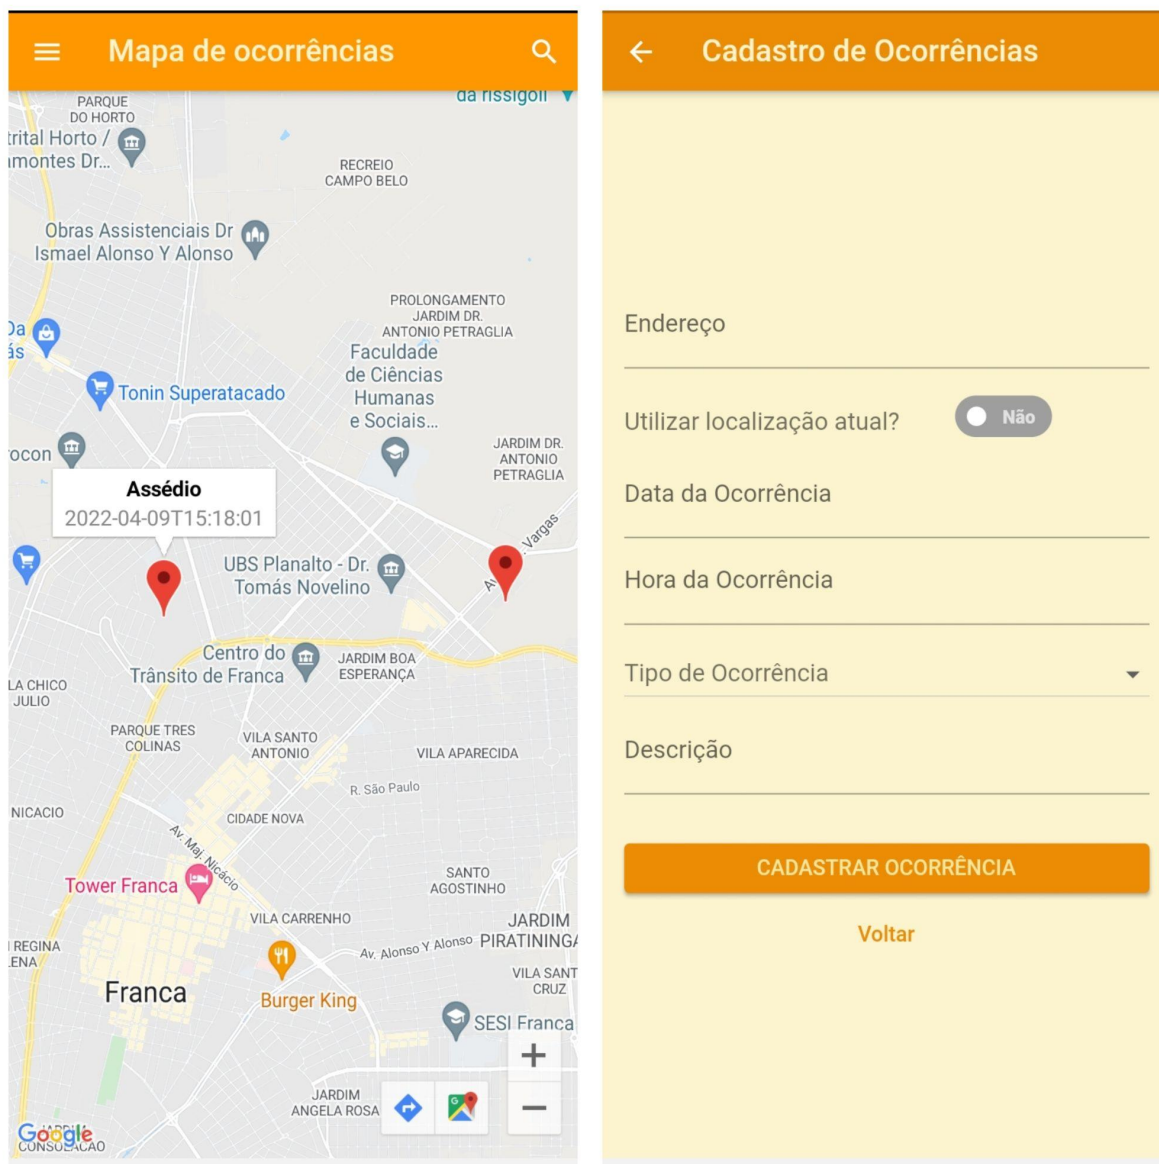 Mapa de ocorrências
da rissigoli
PARQUE
DO HORTO
trital Horto /
amontes Dr...
RECREIO
CAMPO BELO
Obras Assistenciais Dr
Ismael Alonso Y Alonso
PROLONGAMENTO
JARDIM DR.
ANTONIO PETRAGLIA
Da
ás
Faculdade
de Ciências
Humanas
e Sociais...
Tonin Superatacado
JARDIM DR.
ANTONIO
PETRAGLIA
rocon
Assédio
2022-04-09T15:18:01
Vargas
UBS Planalto - Dr.
Tomás Novelino
Centro do
Trânsito de Franca
JARDIM BOA
ESPERANÇA
LA CHICO
JULIO
PARQUE TRES
COLINAS
VILA SANTO
ANTONIO
VILA APARECIDA
R. São Paulo
NICACIO
CIDADE NOVA
Av. Maj. Nicácio
SANTO
AGOSTINHO
Tower Franca
VILA CARRENHO
JARDIM
PIRATININGA
Av. Alonso Y Alonso
REGINA
LENA
VILA SANT
CRUZ
Franca
Burger King
SESI Franca
JARDIM
ANGELA ROSA
Google
JARDIM
CONSOLACAO
Cadastro de Ocorrências
Endereço
Utilizar localização atual?
Não
Data da Ocorrência
Hora da Ocorrência
Tipo de Ocorrência
Descrição
CADASTRAR OCORRÊNCIA
Voltar